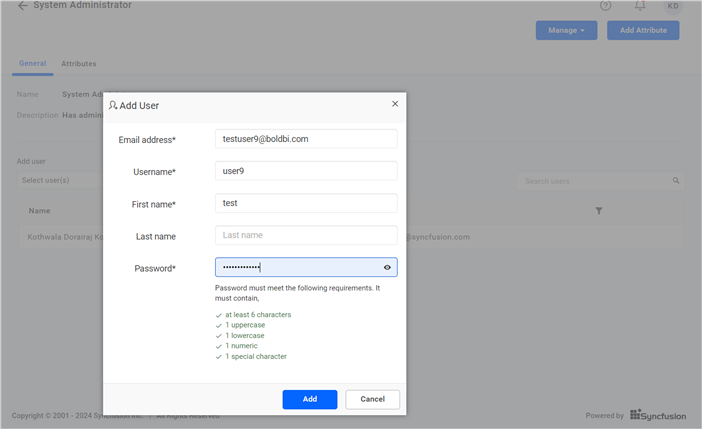 System Administrator
KD
Manage
Add Attribute
General
Attributes
Name
System
Description
Has admini
Add User
Email address*
testuser9@boldbi.com
Username*
user9
First name*
test
Last name
Last name
Password*
•••••••••••••
Password must meet the following requirements. It
must contain,
at least 6 characters
1 uppercase
1 lowercase
1 numeric
1 special character
Add
Cancel
Add user
Select user(s)
Search users
Name
Kothwala Dorairaj Ko
@syncfusion.com
Copyright © 2001 - 2024 Syncfusion Inc. | All Rights Reserved.
Powered by
Syncfusion